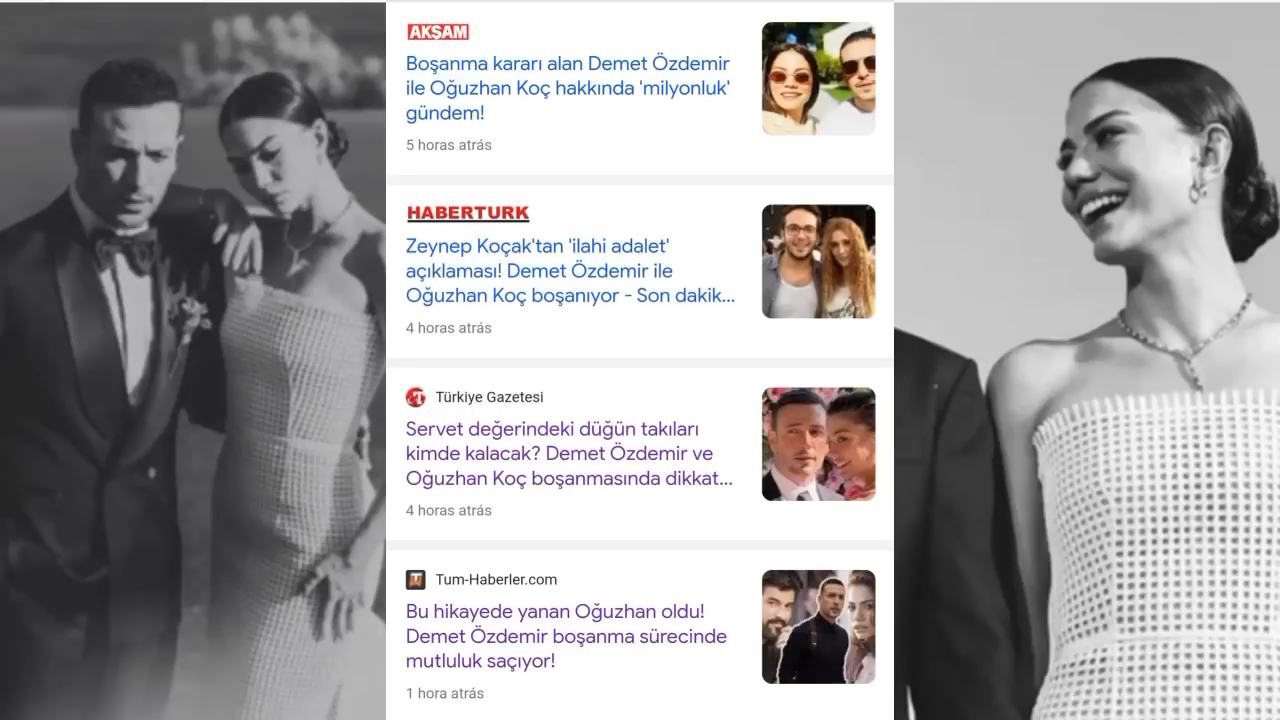 AKŞAM
Boşanma kararı alan Demet Özdemir
ile Oğuzhan Koç hakkında 'milyonluk'
gündem!
5 horas atrás
HABERTURK
Zeynep Koçak'tan 'ilahi adalet'
açıklaması! Demet Özdemir ile
Oğuzhan Koç boşanıyor - Son dakik...
4 horas atrás
Türkiye Gazetesi
Servet değerindeki düğün takıları
kimde kalacak? Demet Özdemir ve
Oğuzhan Koç boşanmasında dikkat...
4 horas atrás
Tum-Haberler.com
Bu hikayede yanan Oğuzhan oldu!
Demet Özdemir boşanma sürecinde
mutluluk saçıyor!
1 hora atrás